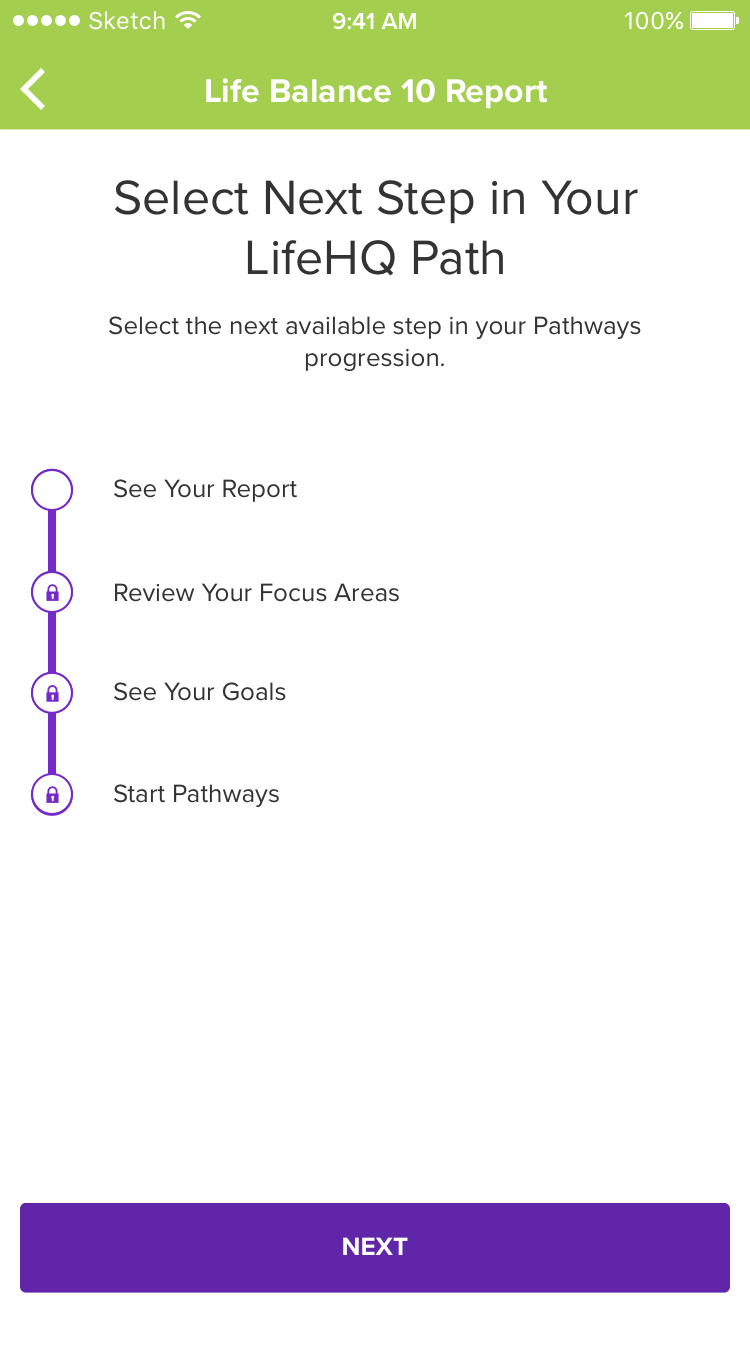 Sketch 9:41 AM 100%
Life Balance 10 Report
Select Next Step in Your
LifeHQ Path
Select the next available step in your Pathways
progression.
See Your Report
Review Your Focus Areas
See Your Goals
Start Pathways
NEXT